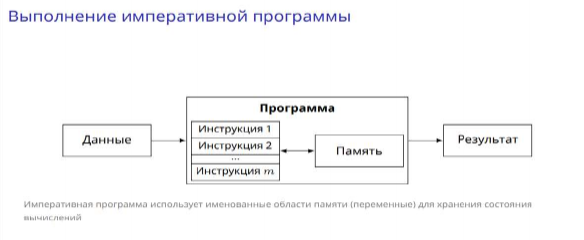 Выполнение императивной программы
Программа
Инструкция 1
Данные
Инструкция 2
Память
Результат
...
Инструкция m
Императивная программа использует именованные области памяти (переменные) для хранения состояния
вычислений